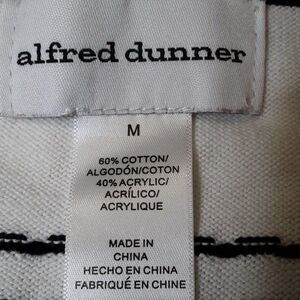 alfred dunner
M
60% COTTON/
ALGODÓN/COTON
40% ACRYLIC/
ACRÍLICO/
ACRYLIQUE
MADE IN
CHINA
HECHO EN CHINA
FABRIQUÉ EN CHINE